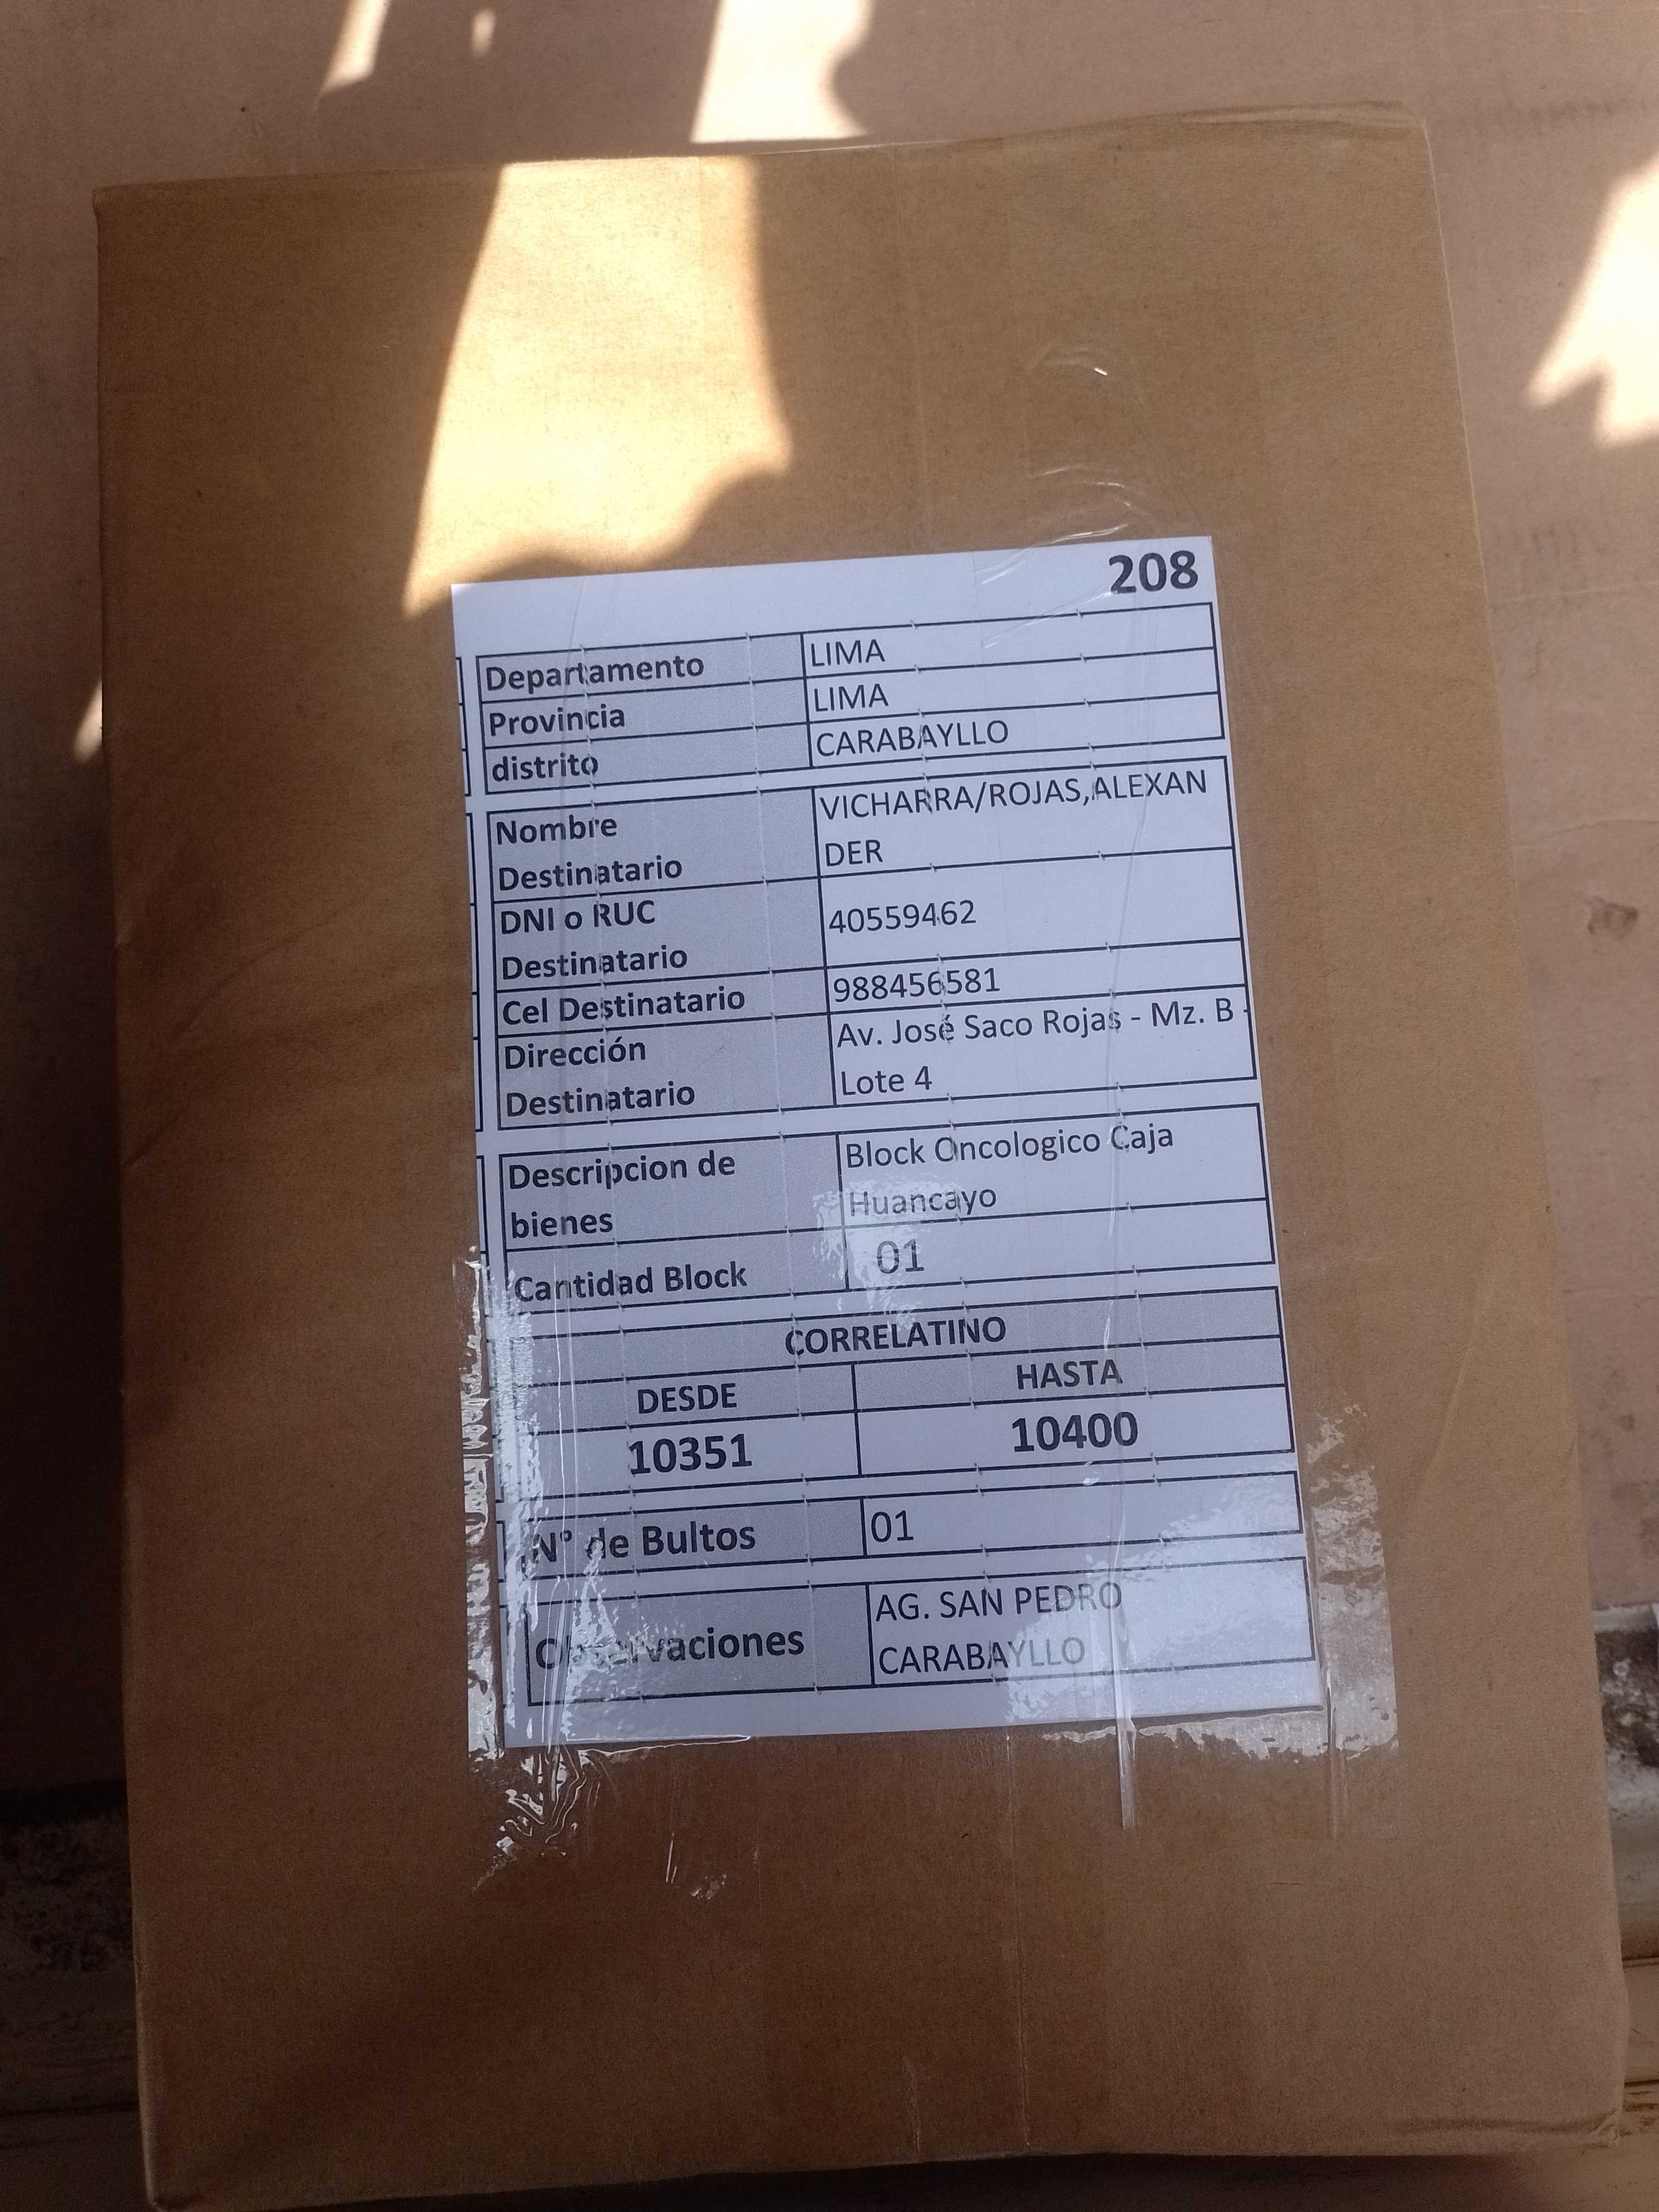 208
Departamento LIMA
Provincia LIMA
distrito CARABAYLLO
Nombre Destinatario VICHARRA/ROJAS,ALEXAN
DER
DNI o RUC Destinatario 40559462
Cel Destinatario 988456581
Dirección Destinatario Av. José Saco Rojas - Mz. B -
Lote 4
Descripcion de bienes Block Oncologico Caja
Huancayo
Cantidad Block 01
CORRELATINO
DESDE HASTA
10351 10400
N° de Bultos 01
Observaciones AG. SAN PEDRO
CARABAYLLO